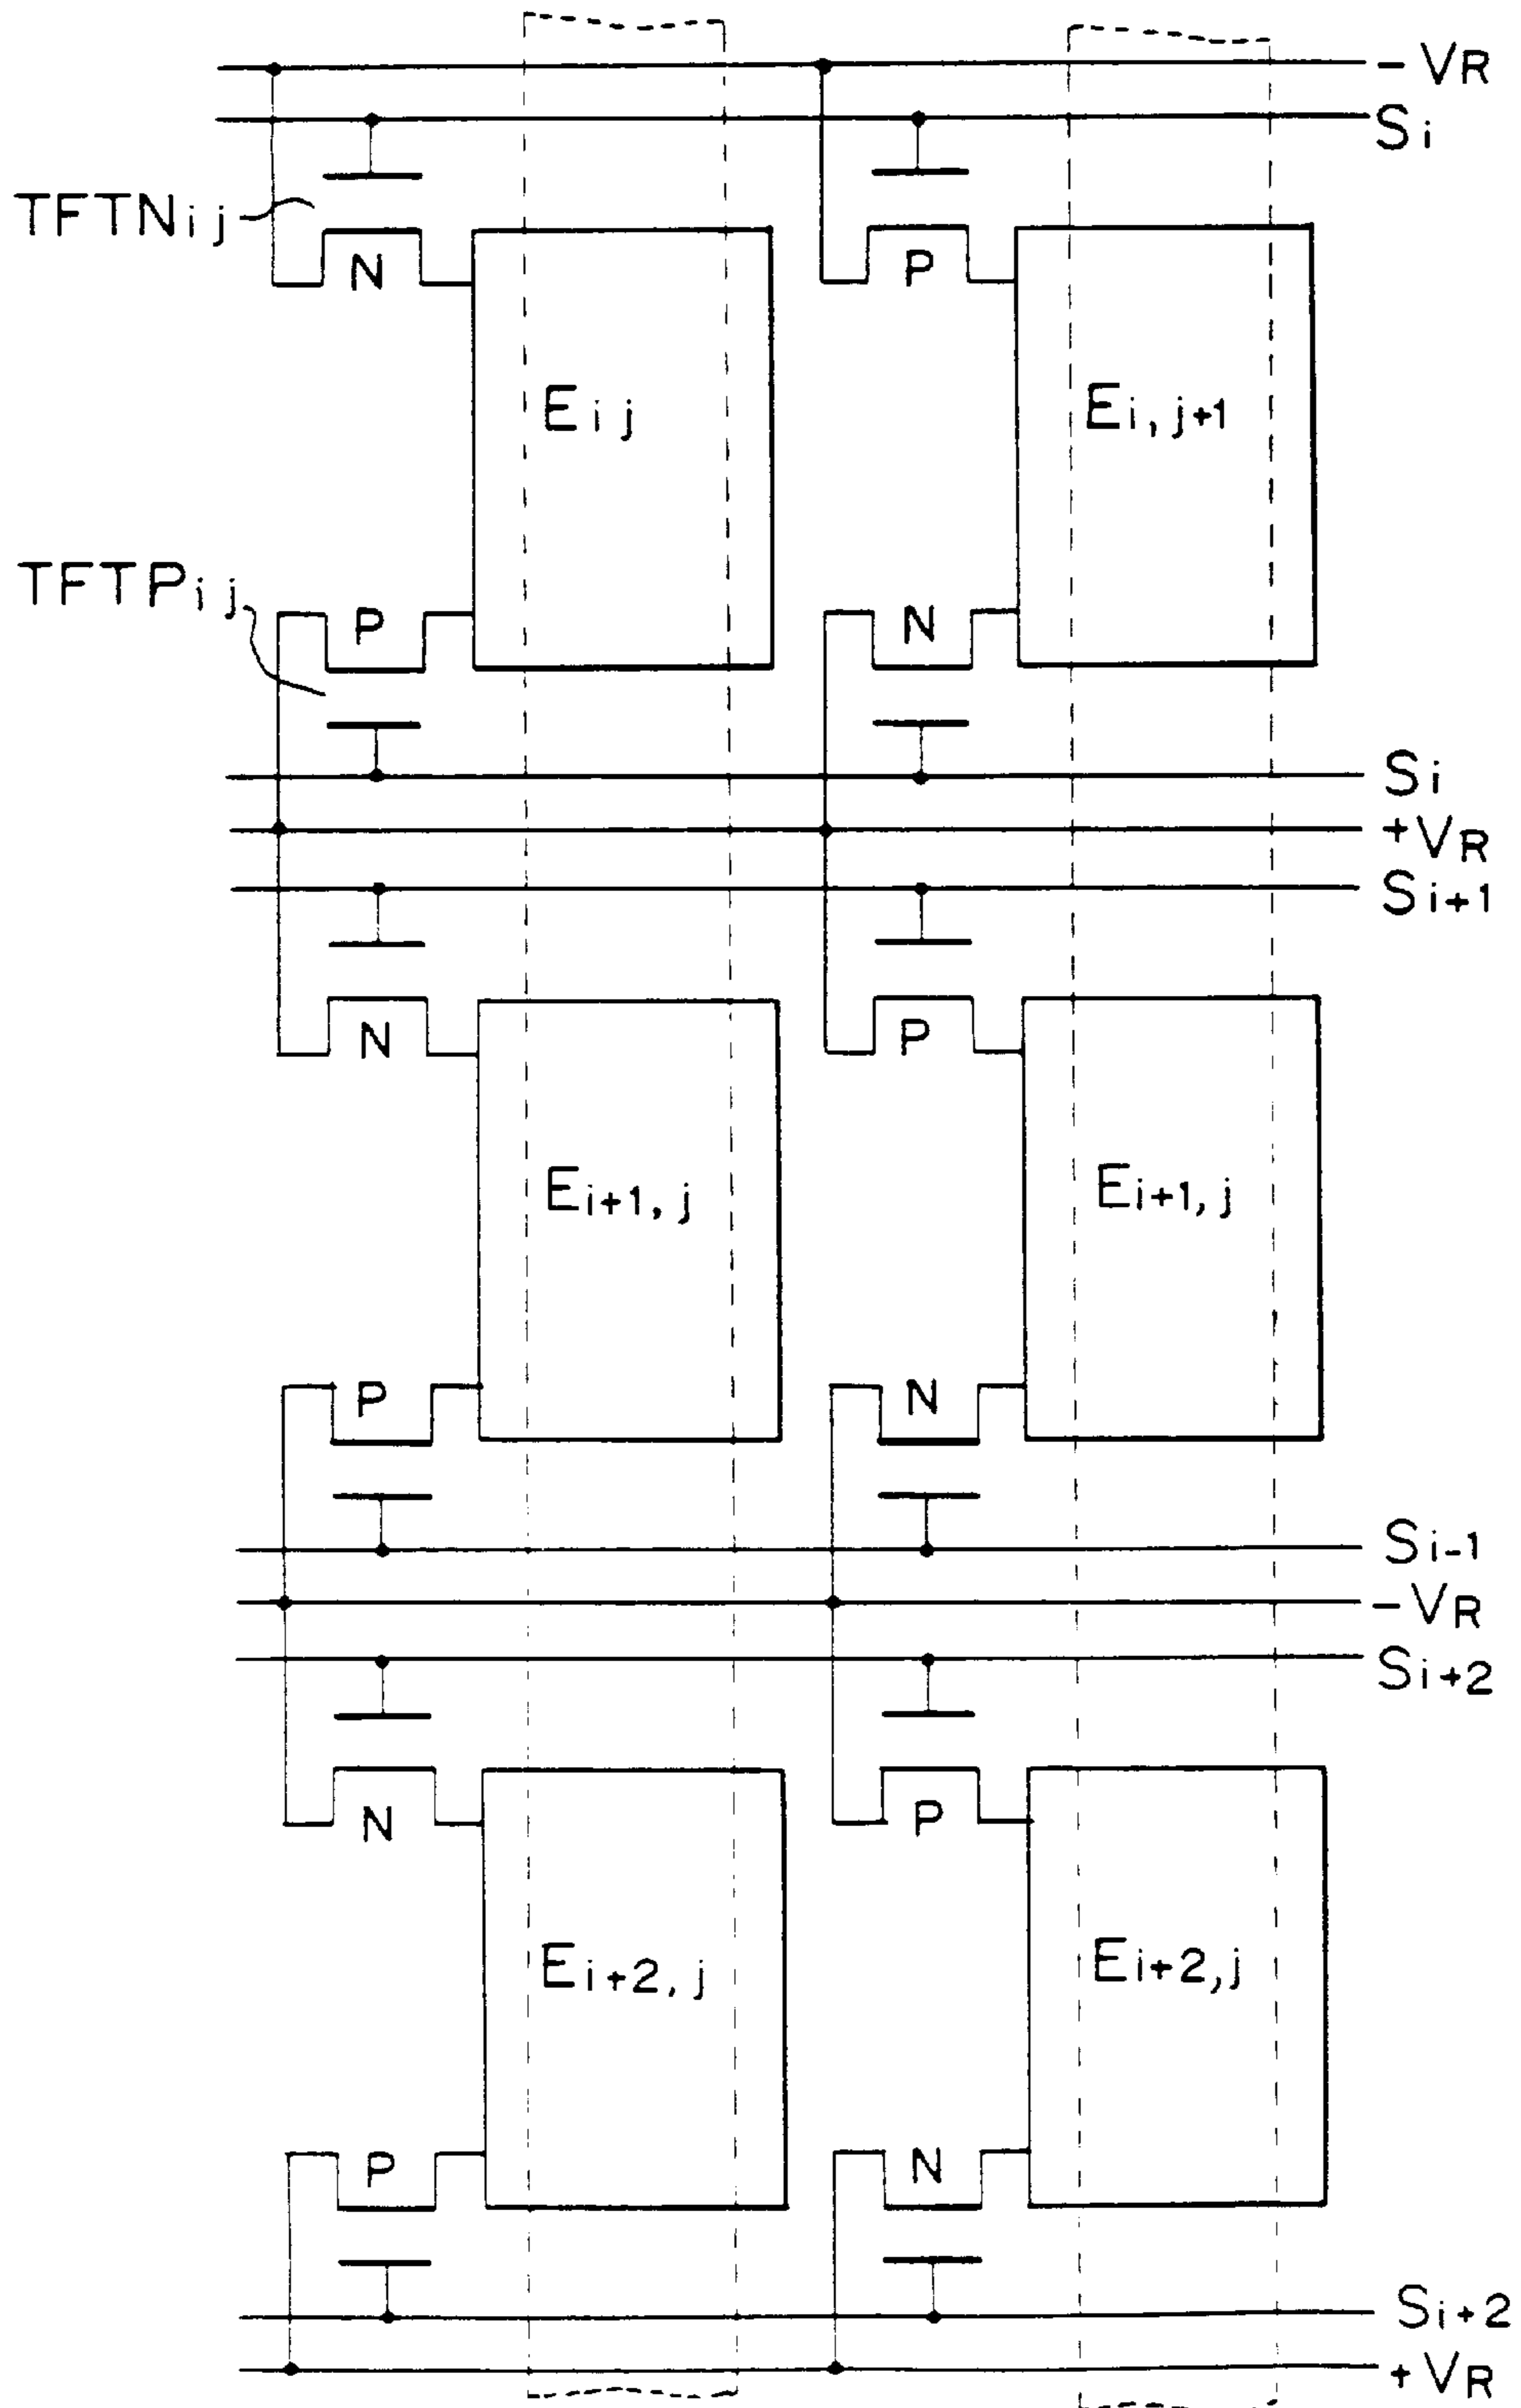 - VR
Si
TFTNij
N
P
Eij
Ei, j+1
TFTPij
P
N
Si
+VR
Si+1
N
P
Ei+1, j
Ei+1, j
P
N
Si-1
- VR
Si+2
N
P
Ei+2, j
Ei+2, j
P
N
Si+2
+VR